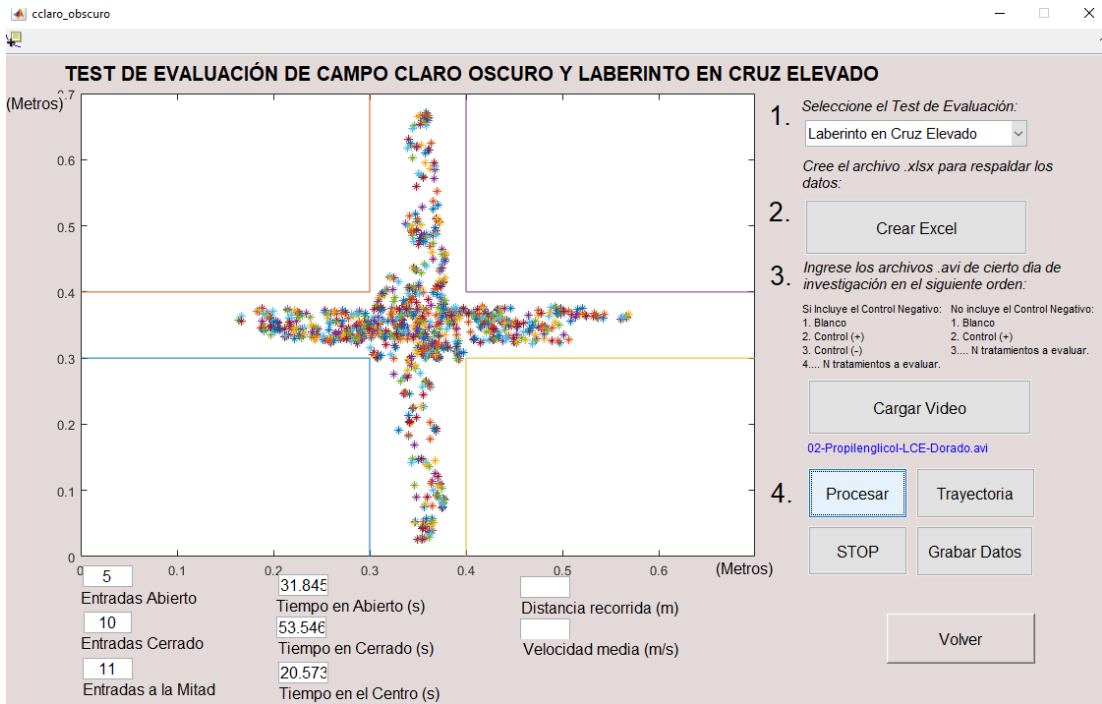 cclaro_obscuro
TEST DE EVALUACIÓN DE CAMPO CLARO OSCURO Y LABERINTO EN CRUZ ELEVADO
(Metros)
0.7
0.6
0.5
0.4
0.3
0.2
0.1
0
0 0.1 0.2 0.3 0.4 0.5 0.6 (Metros)
5
Entradas Abierto
10
Entradas Cerrado
11
Entradas a la Mitad
31.845
Tiempo en Abierto (s)
53.546
Tiempo en Cerrado (s)
20.573
Tiempo en el Centro (s)
Distancia recorrida (m)
Velocidad media (m/s)
1. Seleccione el Test de Evaluación:
Laberinto en Cruz Elevado
Cree el archivo .xlsx para respaldar los
datos:
2. Crear Excel
3. Ingrese los archivos .avi de cierto dia de
investigación en el siguiente orden:
Si Incluye el Control Negativo:
1. Blanco
2. Control (+)
3. Control (-)
4.... N tratamientos a evaluar.
No incluye el Control Negativo:
1. Blanco
2. Control (+)
3.... N tratamientos a evaluar.
Cargar Video
02-Propilenglicol-LCE-Dorado.avi
4. Procesar Trayectoria
STOP Grabar Datos
Volver